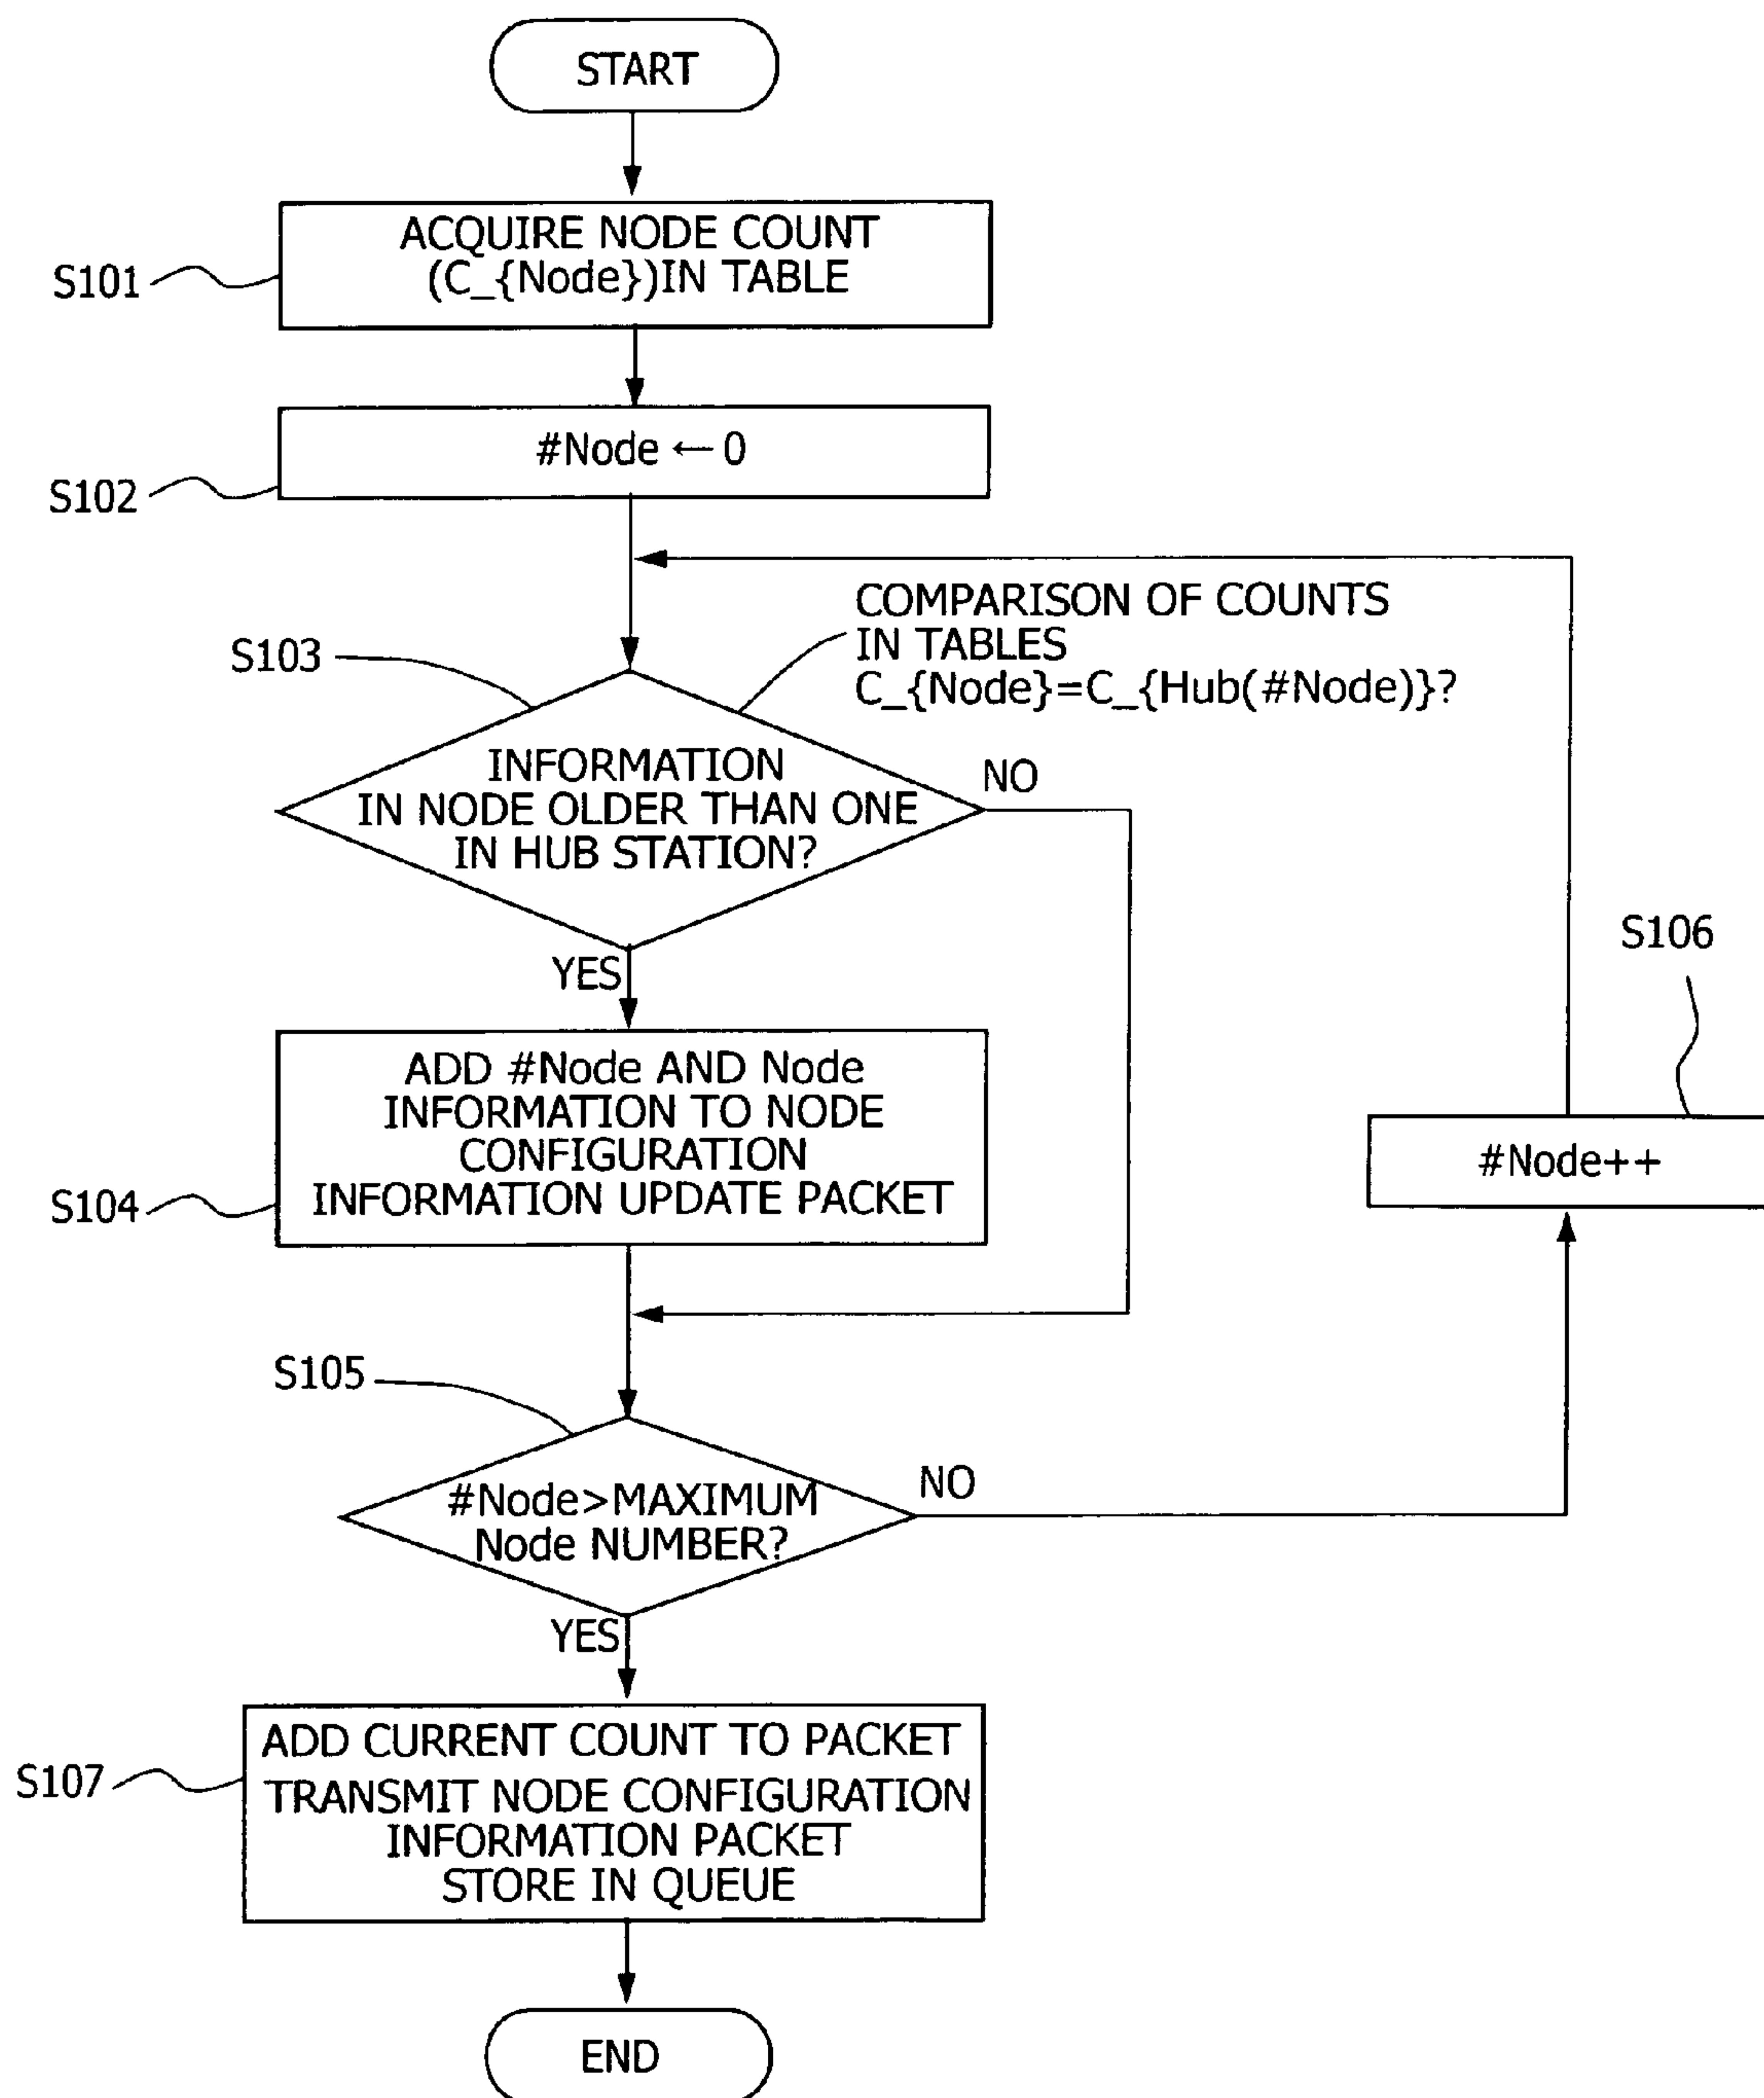 START
ACQUIRE NODE COUNT
(C_{Node})IN TABLE
S101
#Node ← 0
S102
COMPARISON OF COUNTS
IN TABLES
C_{Node}=C_{Hub(#Node)}?
S103
INFORMATION
IN NODE OLDER THAN ONE
IN HUB STATION?
NO
YES
S106
ADD #Node AND Node
INFORMATION TO NODE
CONFIGURATION
INFORMATION UPDATE PACKET
S104
#Node++
S105
#Node>MAXIMUM
Node NUMBER?
NO
YES
ADD CURRENT COUNT TO PACKET
TRANSMIT NODE CONFIGURATION
INFORMATION PACKET
STORE IN QUEUE
S107
END